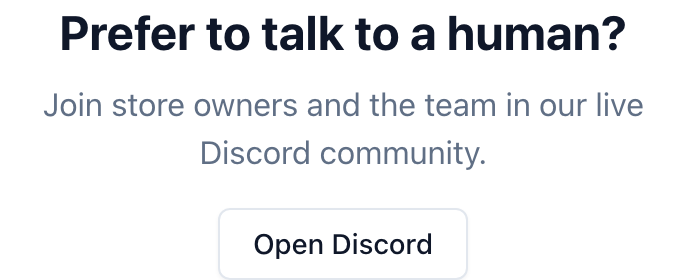 Prefer to talk to a human?
Join store owners and the team in our live
Discord community.
Open Discord